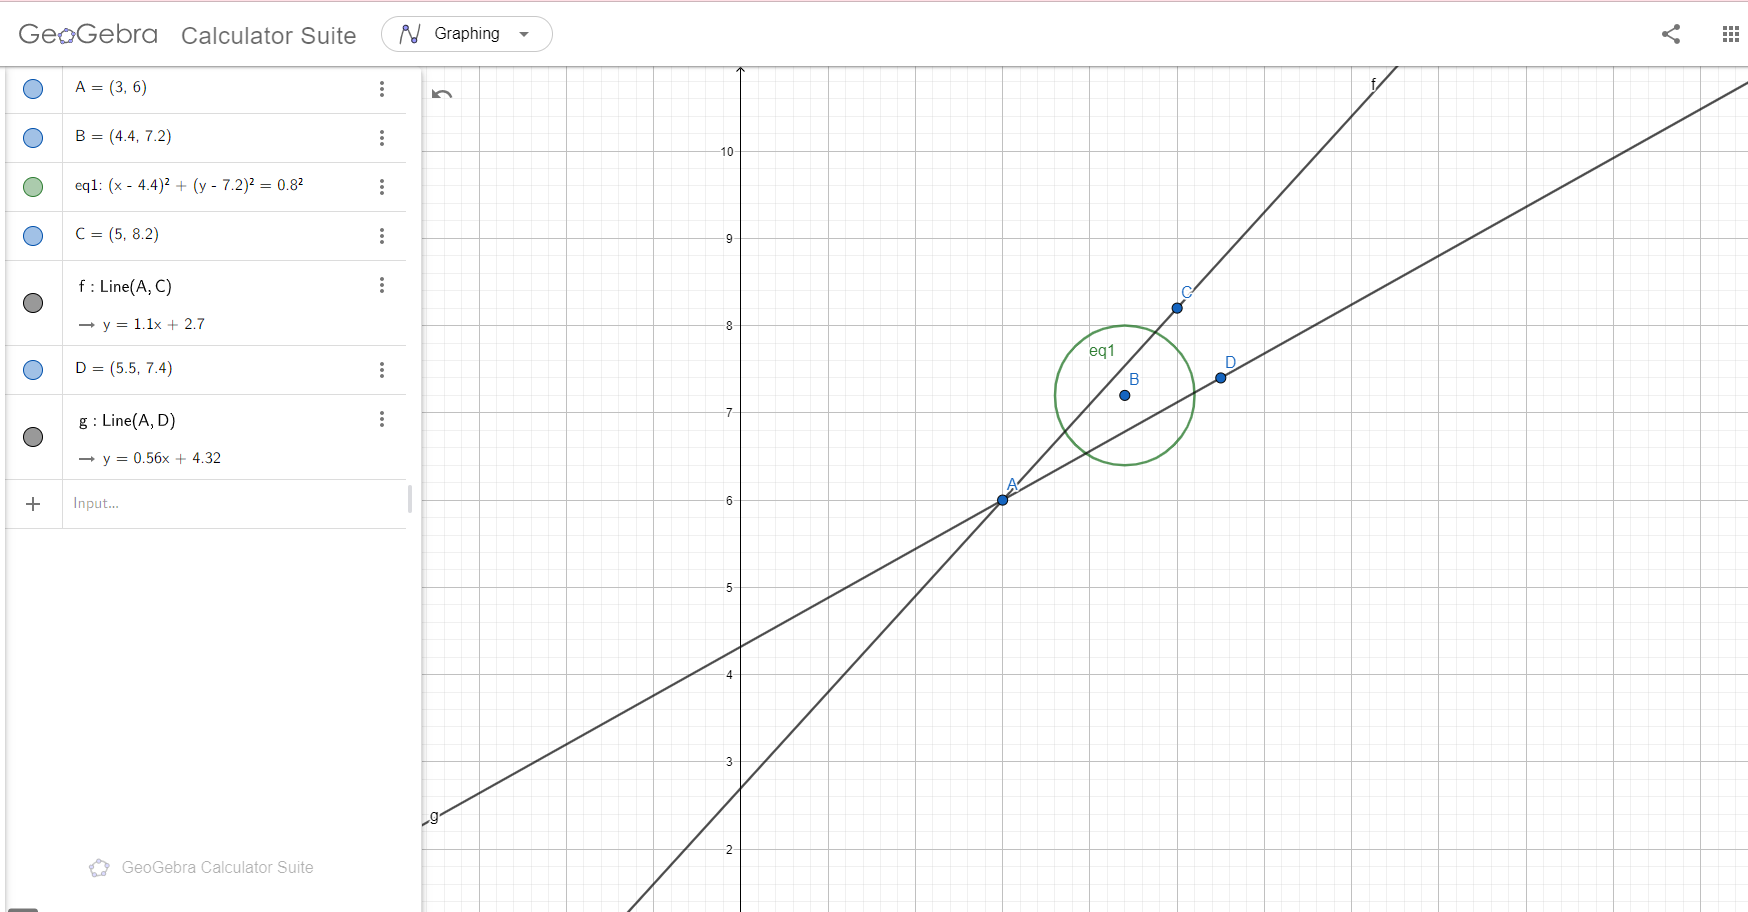 GeoGebra Calculator Suite Graphing
A = (3, 6)
B = (4.4, 7.2)
eq1: (x - 4.4)² + (y - 7.2)² = 0.8²
C = (5, 8.2)
f : Line(A, C)
→ y = 1.1x + 2.7
D = (5.5, 7.4)
g : Line(A, D)
→ y = 0.56x + 4.32
+ Input...
GeoGebra Calculator Suite
f
10
9
C
8
eq1
D
B
7
A
6
5
4
3
g
2